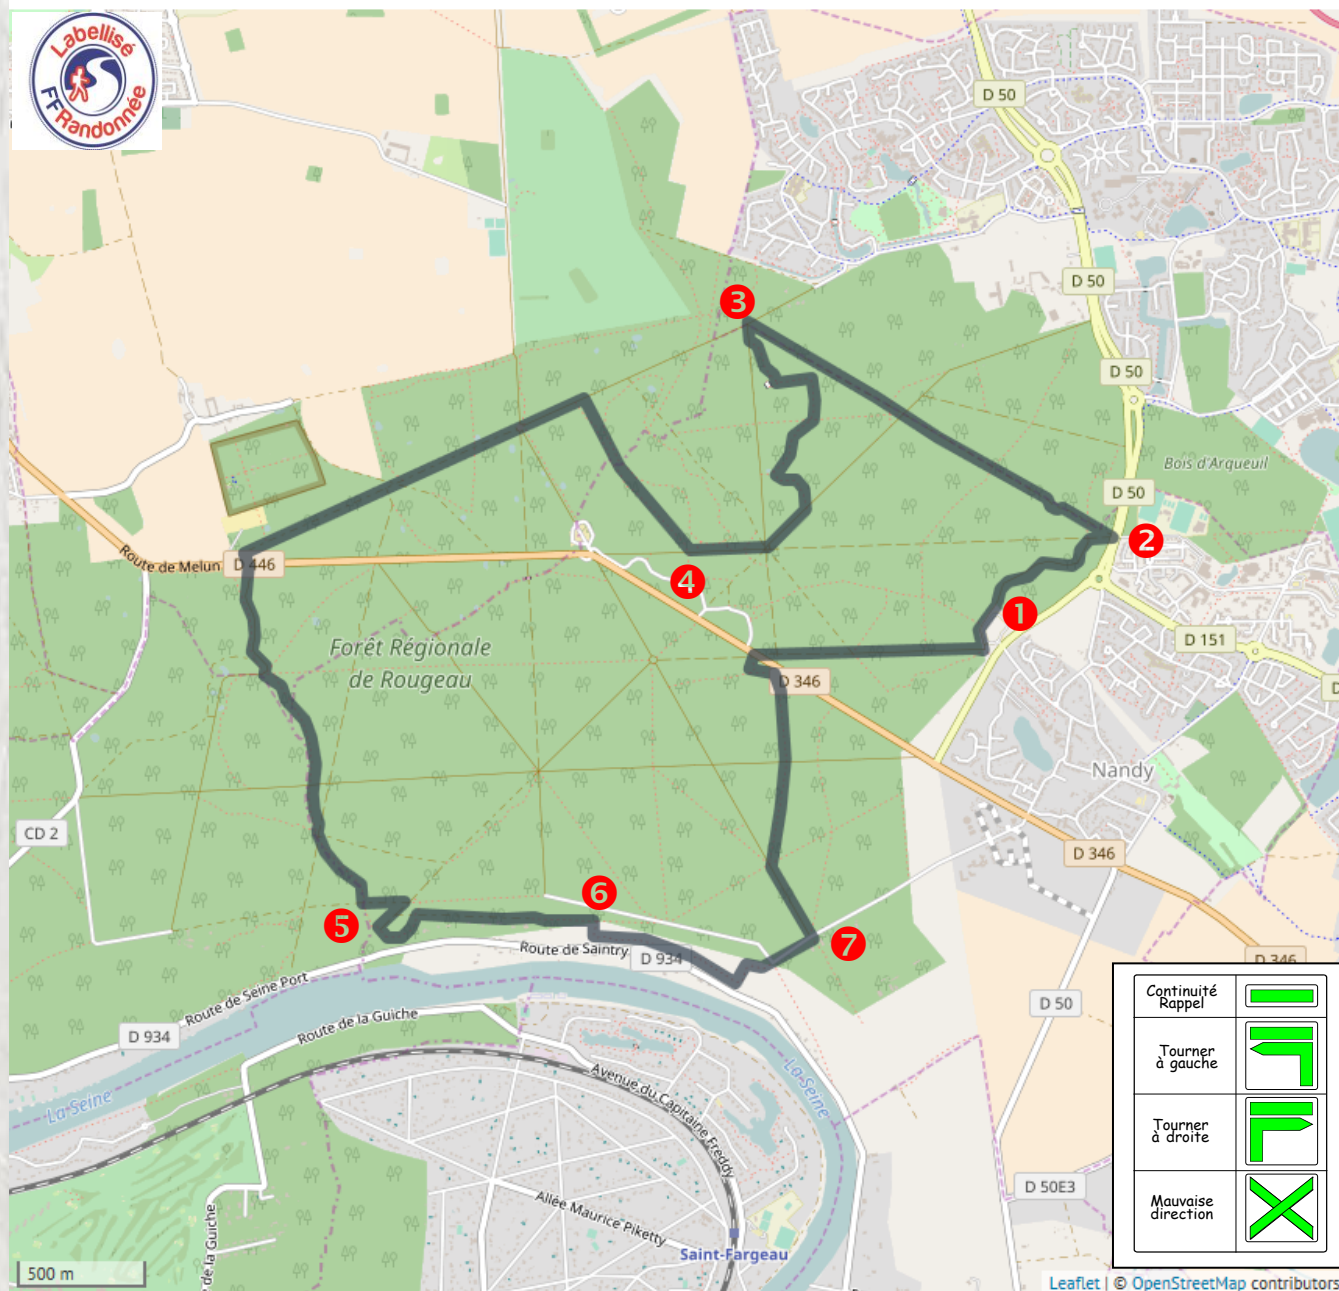 Labellisé
FFRandonnée
D 50
3
D 50
D 50
Bois d'Arqueuil
D 50
2
Route de Melun
D 446
4
1
D 151
Forêt Régionale
de Rougeau
D 346
Nandy
CD 2
D 346
6
5
7
Route de Saintry
D 934
D 346
Route de Seine Port
D 50
Route de la Guiche
D 934
La Seine
La Seine
Avenue du Capitaine Freddy
Continuité
Rappel
Tourner
à gauche
Tourner
à droite
Mauvaise
direction
D 50E3
Allée Maurice Piketty
de la Guiche
Saint-Fargeau
500 m
Leaflet | © OpenStreetMap contributors